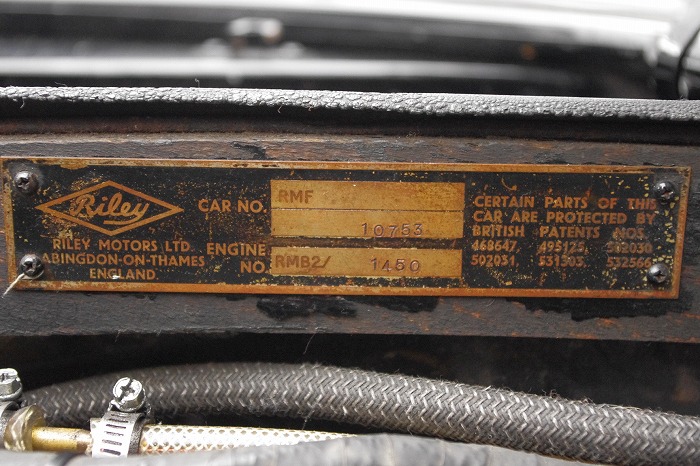 Riley
RILEY MOTORS LTD
ABINGDON-ON-THAMES
ENGLAND
CAR NO. RMF
10753
ENGINE
NO. RMB2/ 1450
CERTAIN PARTS OF THIS
CAR ARE PROTECTED BY
BRITISH PATENTS NOS.
468647, 495125, 502030
502031, 531303, 532566